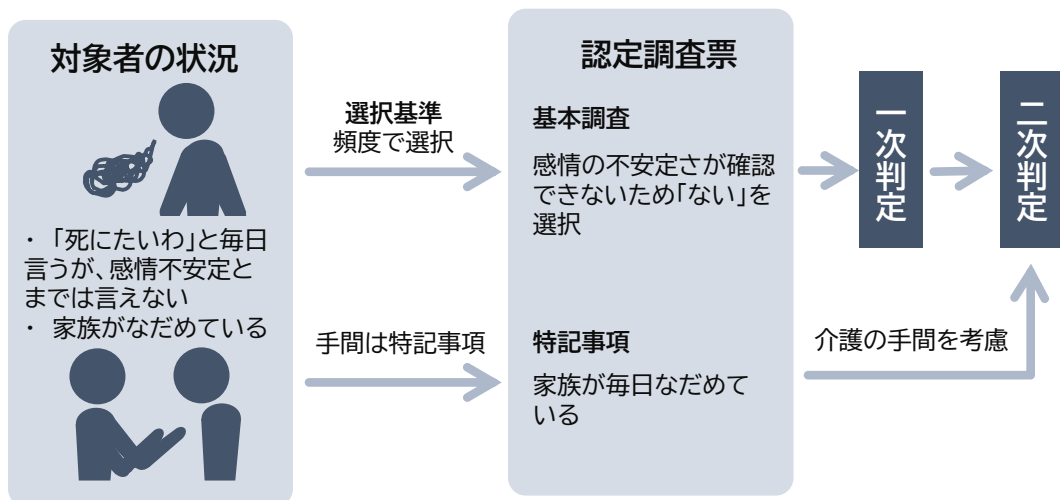 対象者の状況
・ 「死にたいわ」と毎日
言うが、感情不安定と
までは言えない
・ 家族がなだめている
選択基準
頻度で選択
手間は特記事項
認定調査票
基本調査
感情の不安定さが確認
できないため「ない」を
選択
特記事項
家族が毎日なだめて
いる
一次判定
二次判定
介護の手間を考慮